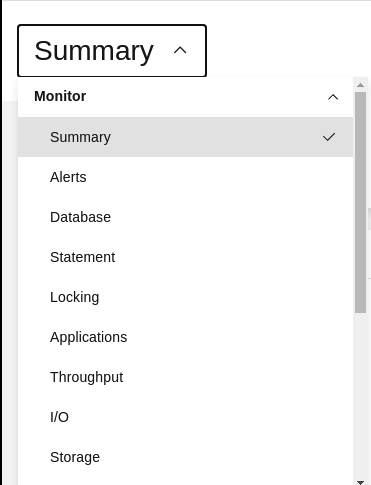 Summary
Monitor
Summary
Alerts
Database
Statement
Locking
Applications
Throughput
I/O
Storage